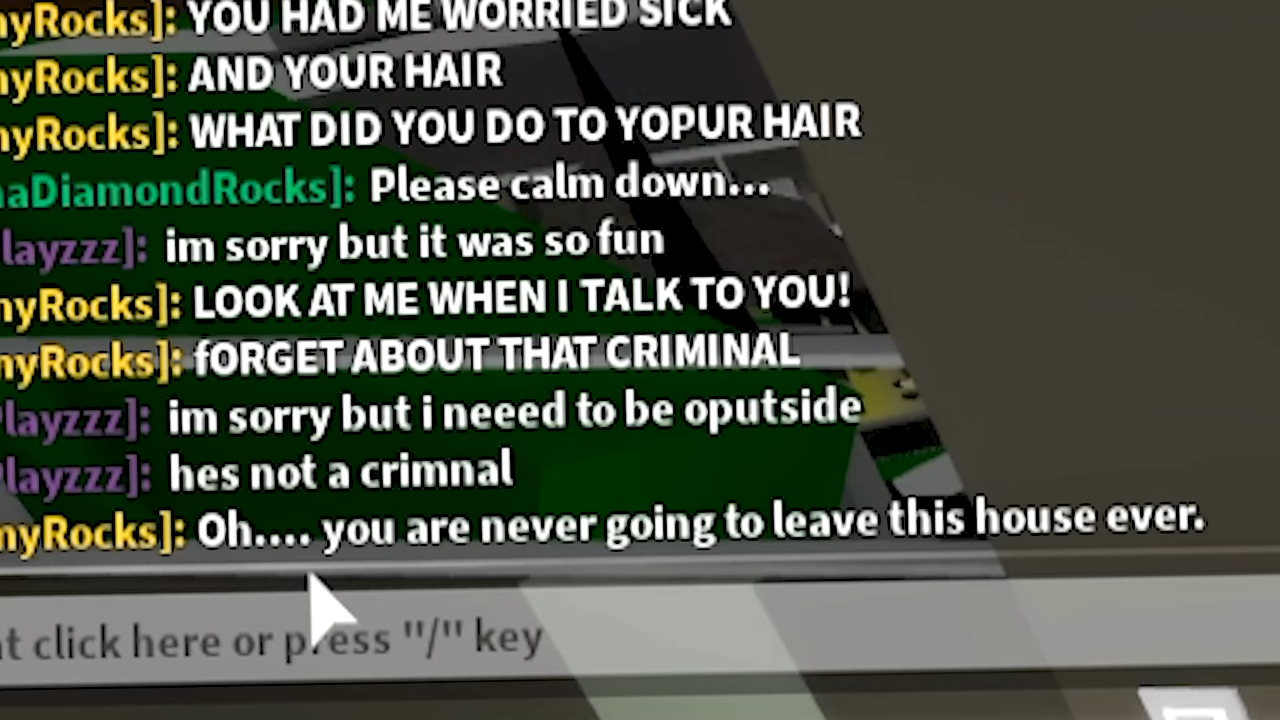 nyRocks]: YOU HAD ME WORRIED SICK
nyRocks]: AND YOUR HAIR
nyRocks]: WHAT DID YOU DO TO YOPUR HAIR
naDiamondRocks]: Please calm down...
layzzz]: im sorry but it was so fun
nyRocks]: LOOK AT ME WHEN I TALK TO YOU!
nyRocks]: fORGET ABOUT THAT CRIMINAL
layzzz]: im sorry but i neeed to be oputside
layzzz]: hes not a crimnal
nyRocks]: Oh.... you are never going to leave this house ever.
at click here or press "/" key